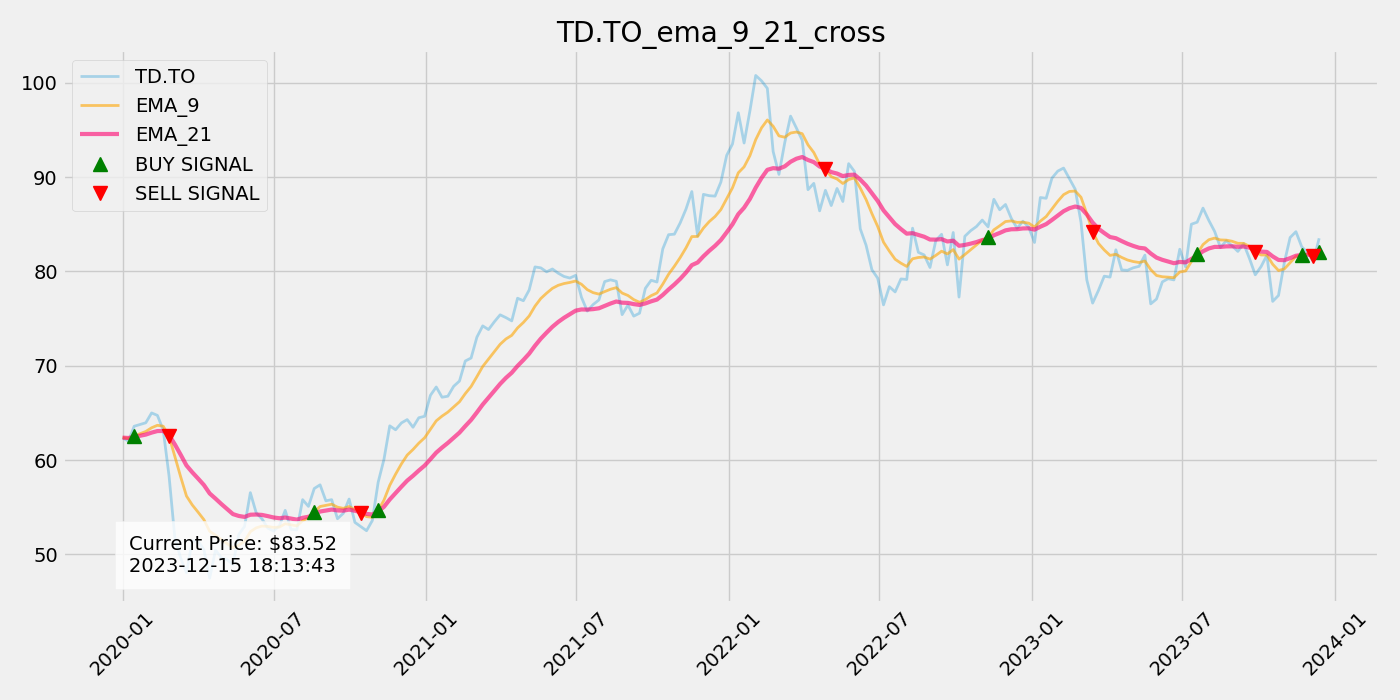 TD.TO_ema_9_21_cross
100
90
80
70
60
50
TD.TO
EMA_9
EMA_21
BUY SIGNAL
SELL SIGNAL
Current Price: $83.52
2023-12-15 18:13:43
2020-01
2020-07
2021-01
2021-07
2022-01
2022-07
2023-01
2023-07
2024-01